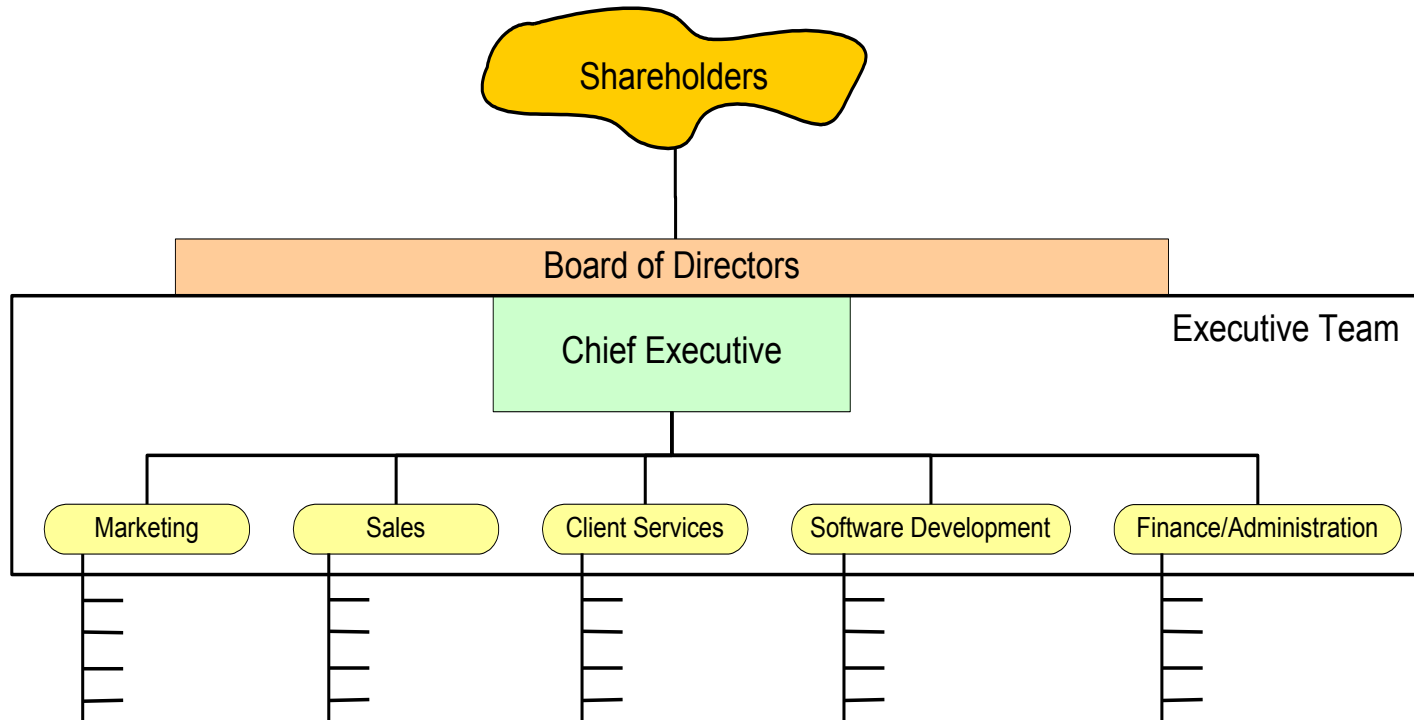 Shareholders
Board of Directors
Executive Team
Chief Executive
Marketing
Sales
Client Services
Software Development
Finance/Administration